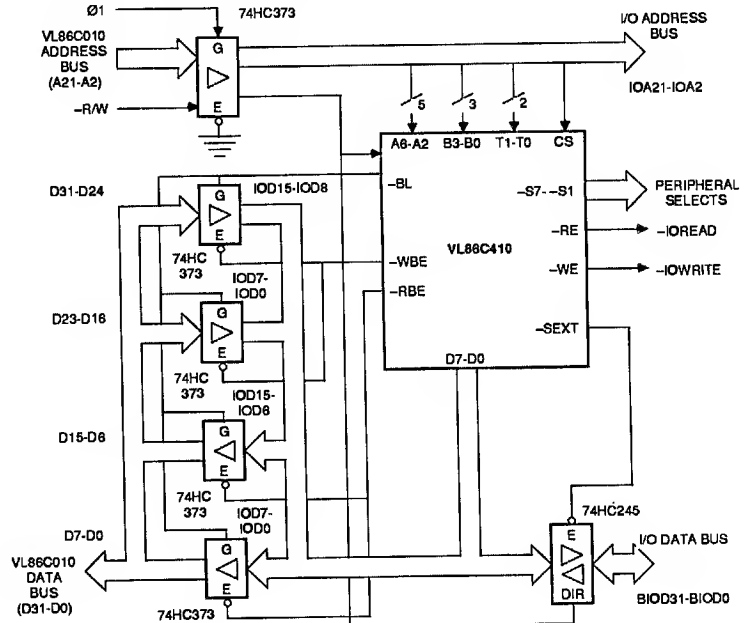 Ø1
74HC373
VL86C010
ADDRESS
BUS
(A21-A2)
G
E
–R/W
I/O ADDRESS
BUS
IOA21-IOA2
5
3
2
A6-A2
B3-B0
T1-T0
CS
–BL
–S7-–S1
PERIPHERAL
SELECTS
–RE
–IOREAD
VL86C410
–WBE
–WE
–IOWRITE
–RBE
–SEXT
D7-D0
D31-D24
G
E
IOD15-IOD8
74HC
373
IOD7-
IOD0
D23-D16
G
E
74HC
373
IOD15-
IOD8
D15-D8
G
E
74HC
373
IOD7-
IOD0
D7-D0
G
E
74HC373
VL86C010
DATA
BUS
(D31-D0)
74HC245
E
DIR
I/O DATA BUS
BIOD31-BIOD0